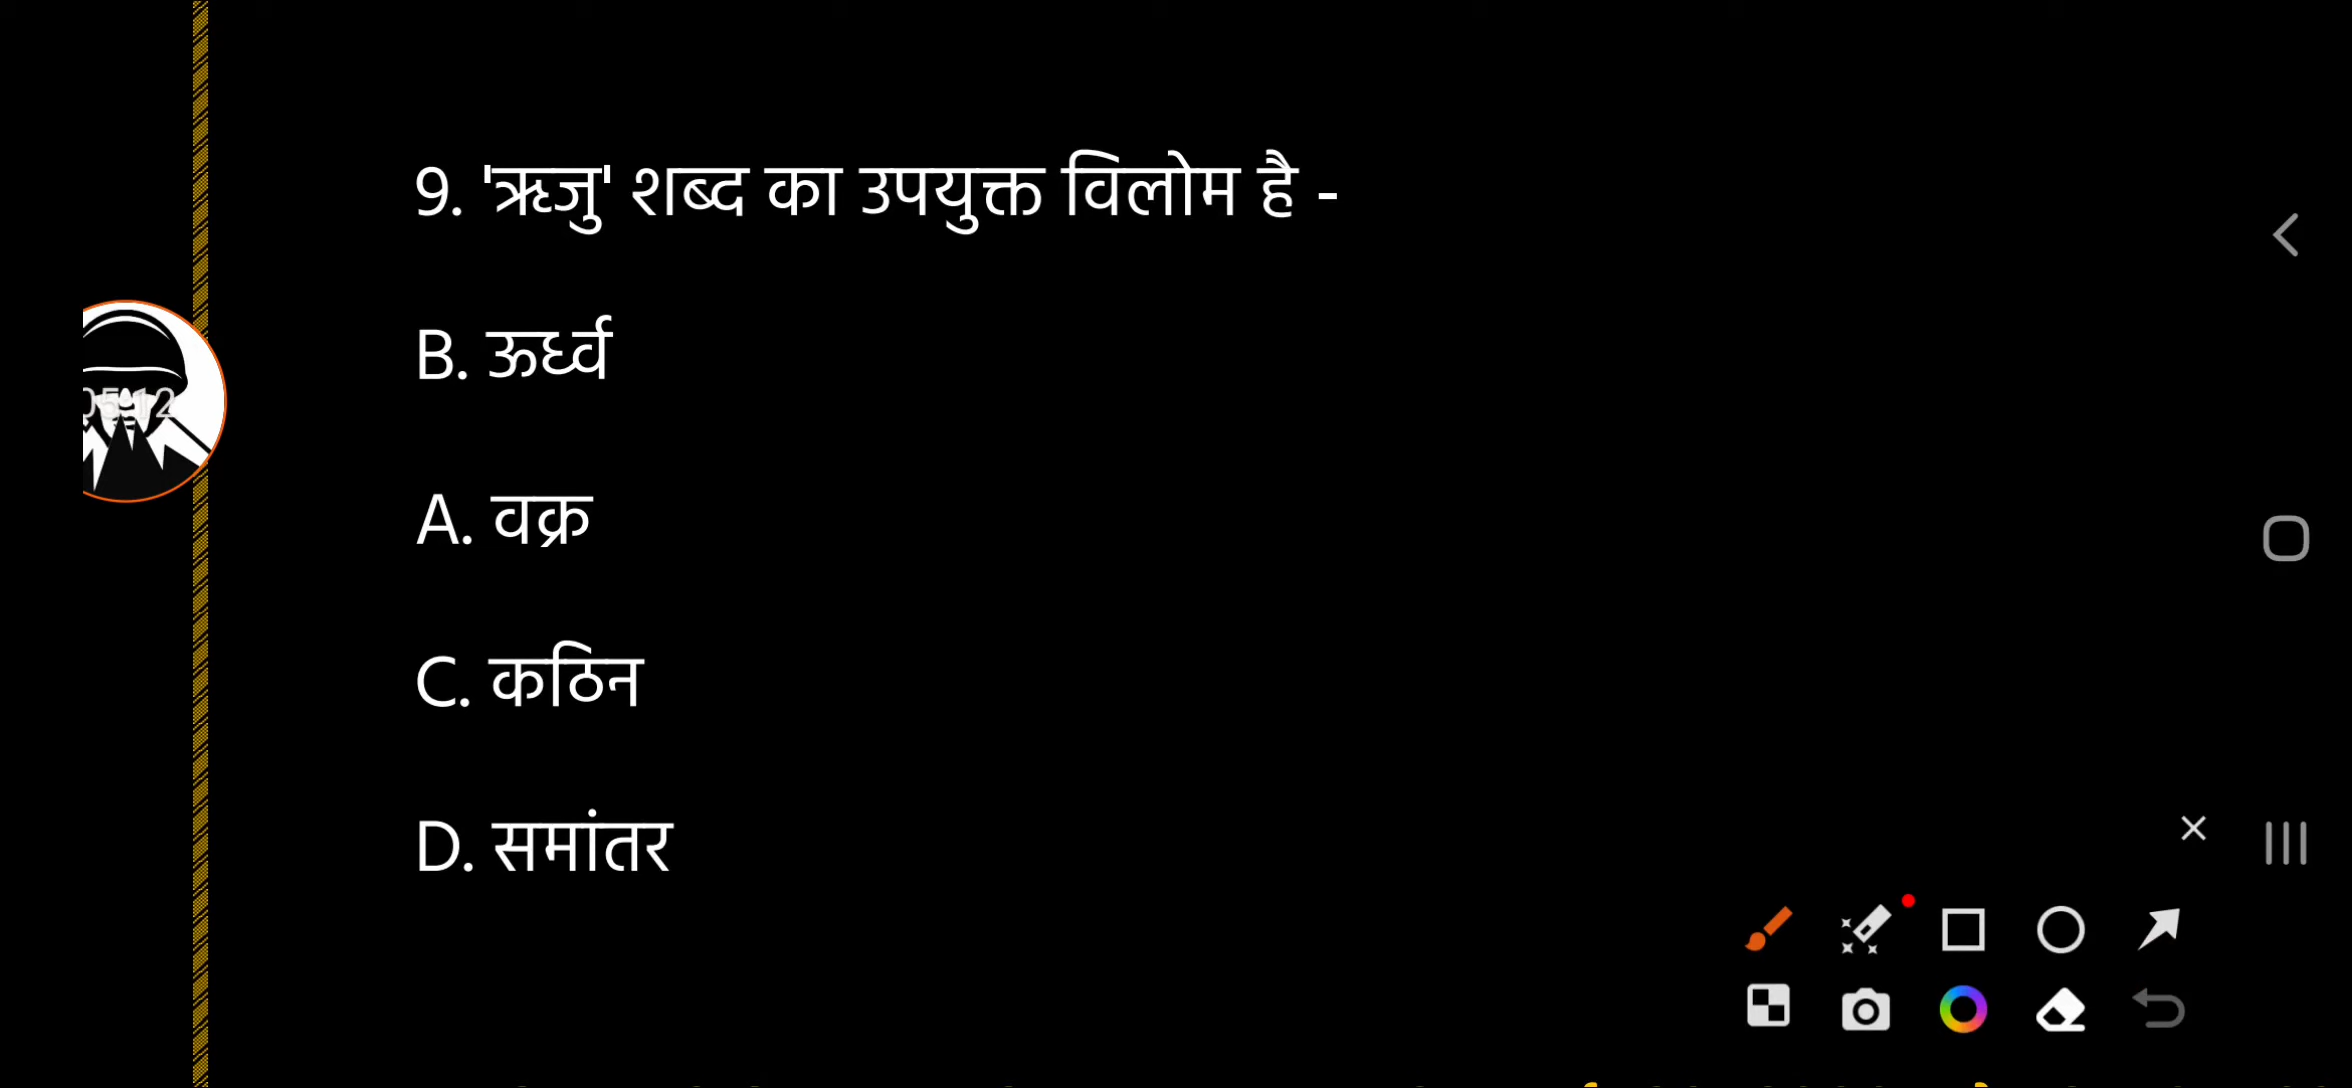 9. 'ऋजु' शब्द का उपयुक्त विलोम है -
B. ऊर्ध्व
A. वक्र
C. कठिन
D. समांतर